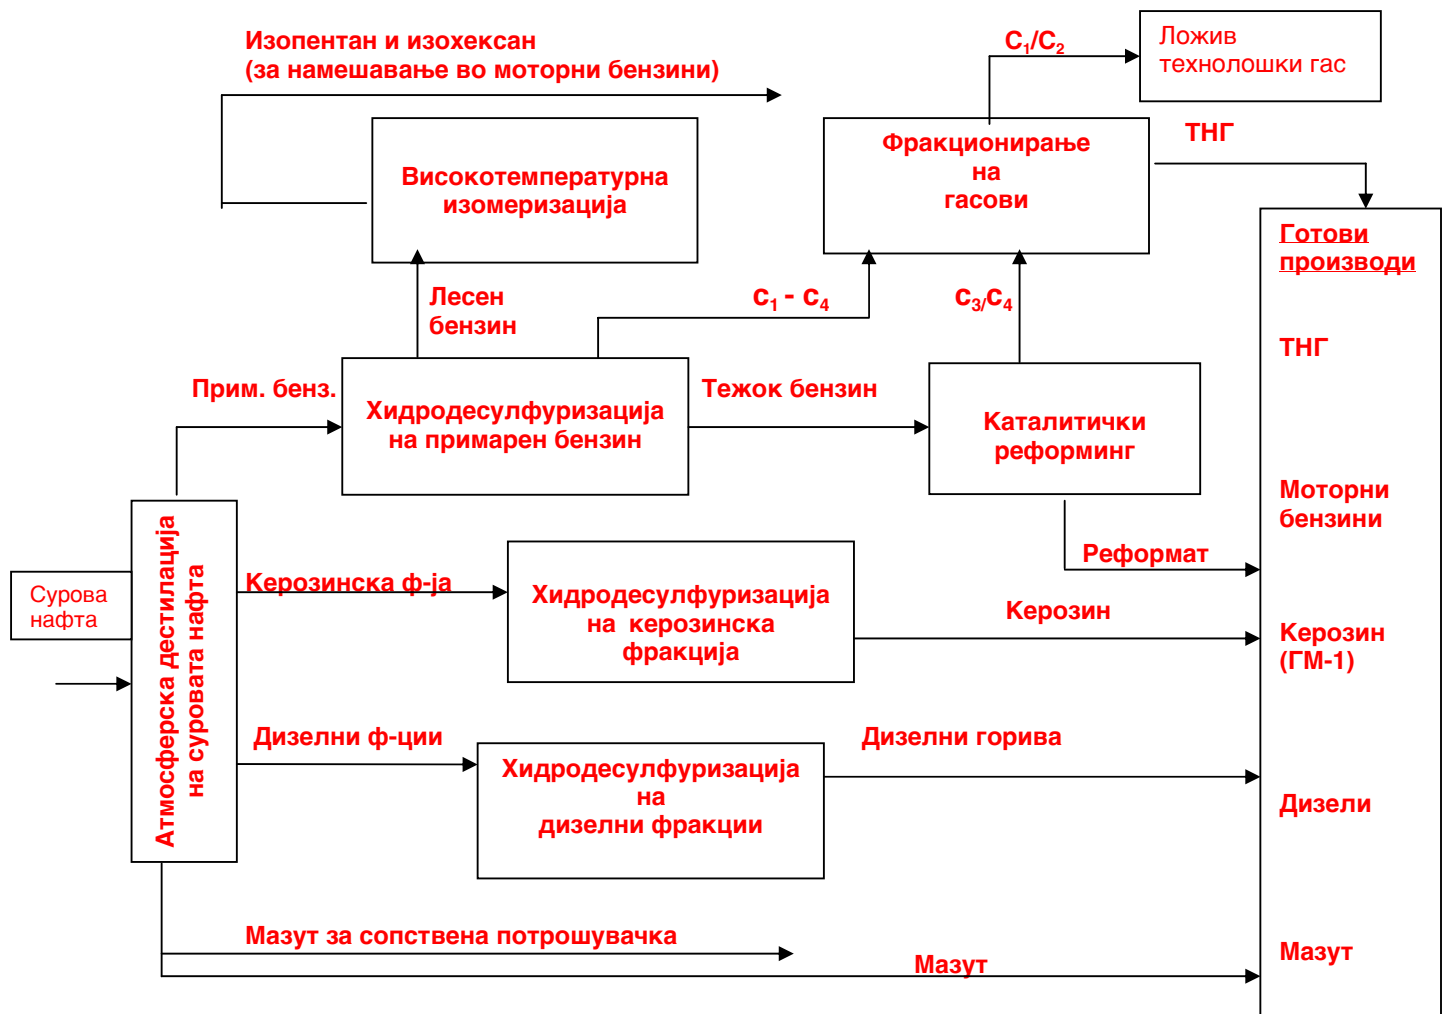 Изопентан и изохексан
(за намешавање во моторни бензини)
C₁/C₂
Ложив
технолошки гас
ТНГ
Фракционирање
на
гасови
Високотемпературна
изомеризација
Готови
производи
Лесен
бензин
C₁ - C₄
C₃/C₄
ТНГ
Прим. бенз.
Хидродесулфуризација
на примарен бензин
Тежок бензин
Каталитички
реформинг
Моторни
бензини
Реформат
Атмосферска дестилација
на суровата нафта
Сурова
нафта
Керозинска ф-ја
Хидродесулфуризација
на керозинска
фракција
Керозин
Керозин
(ГМ-1)
Дизелни ф-ции
Хидродесулфуризација
на
дизелни фракции
Дизелни горива
Дизели
Мазут за сопствена потрошувачка
Мазут
Мазут